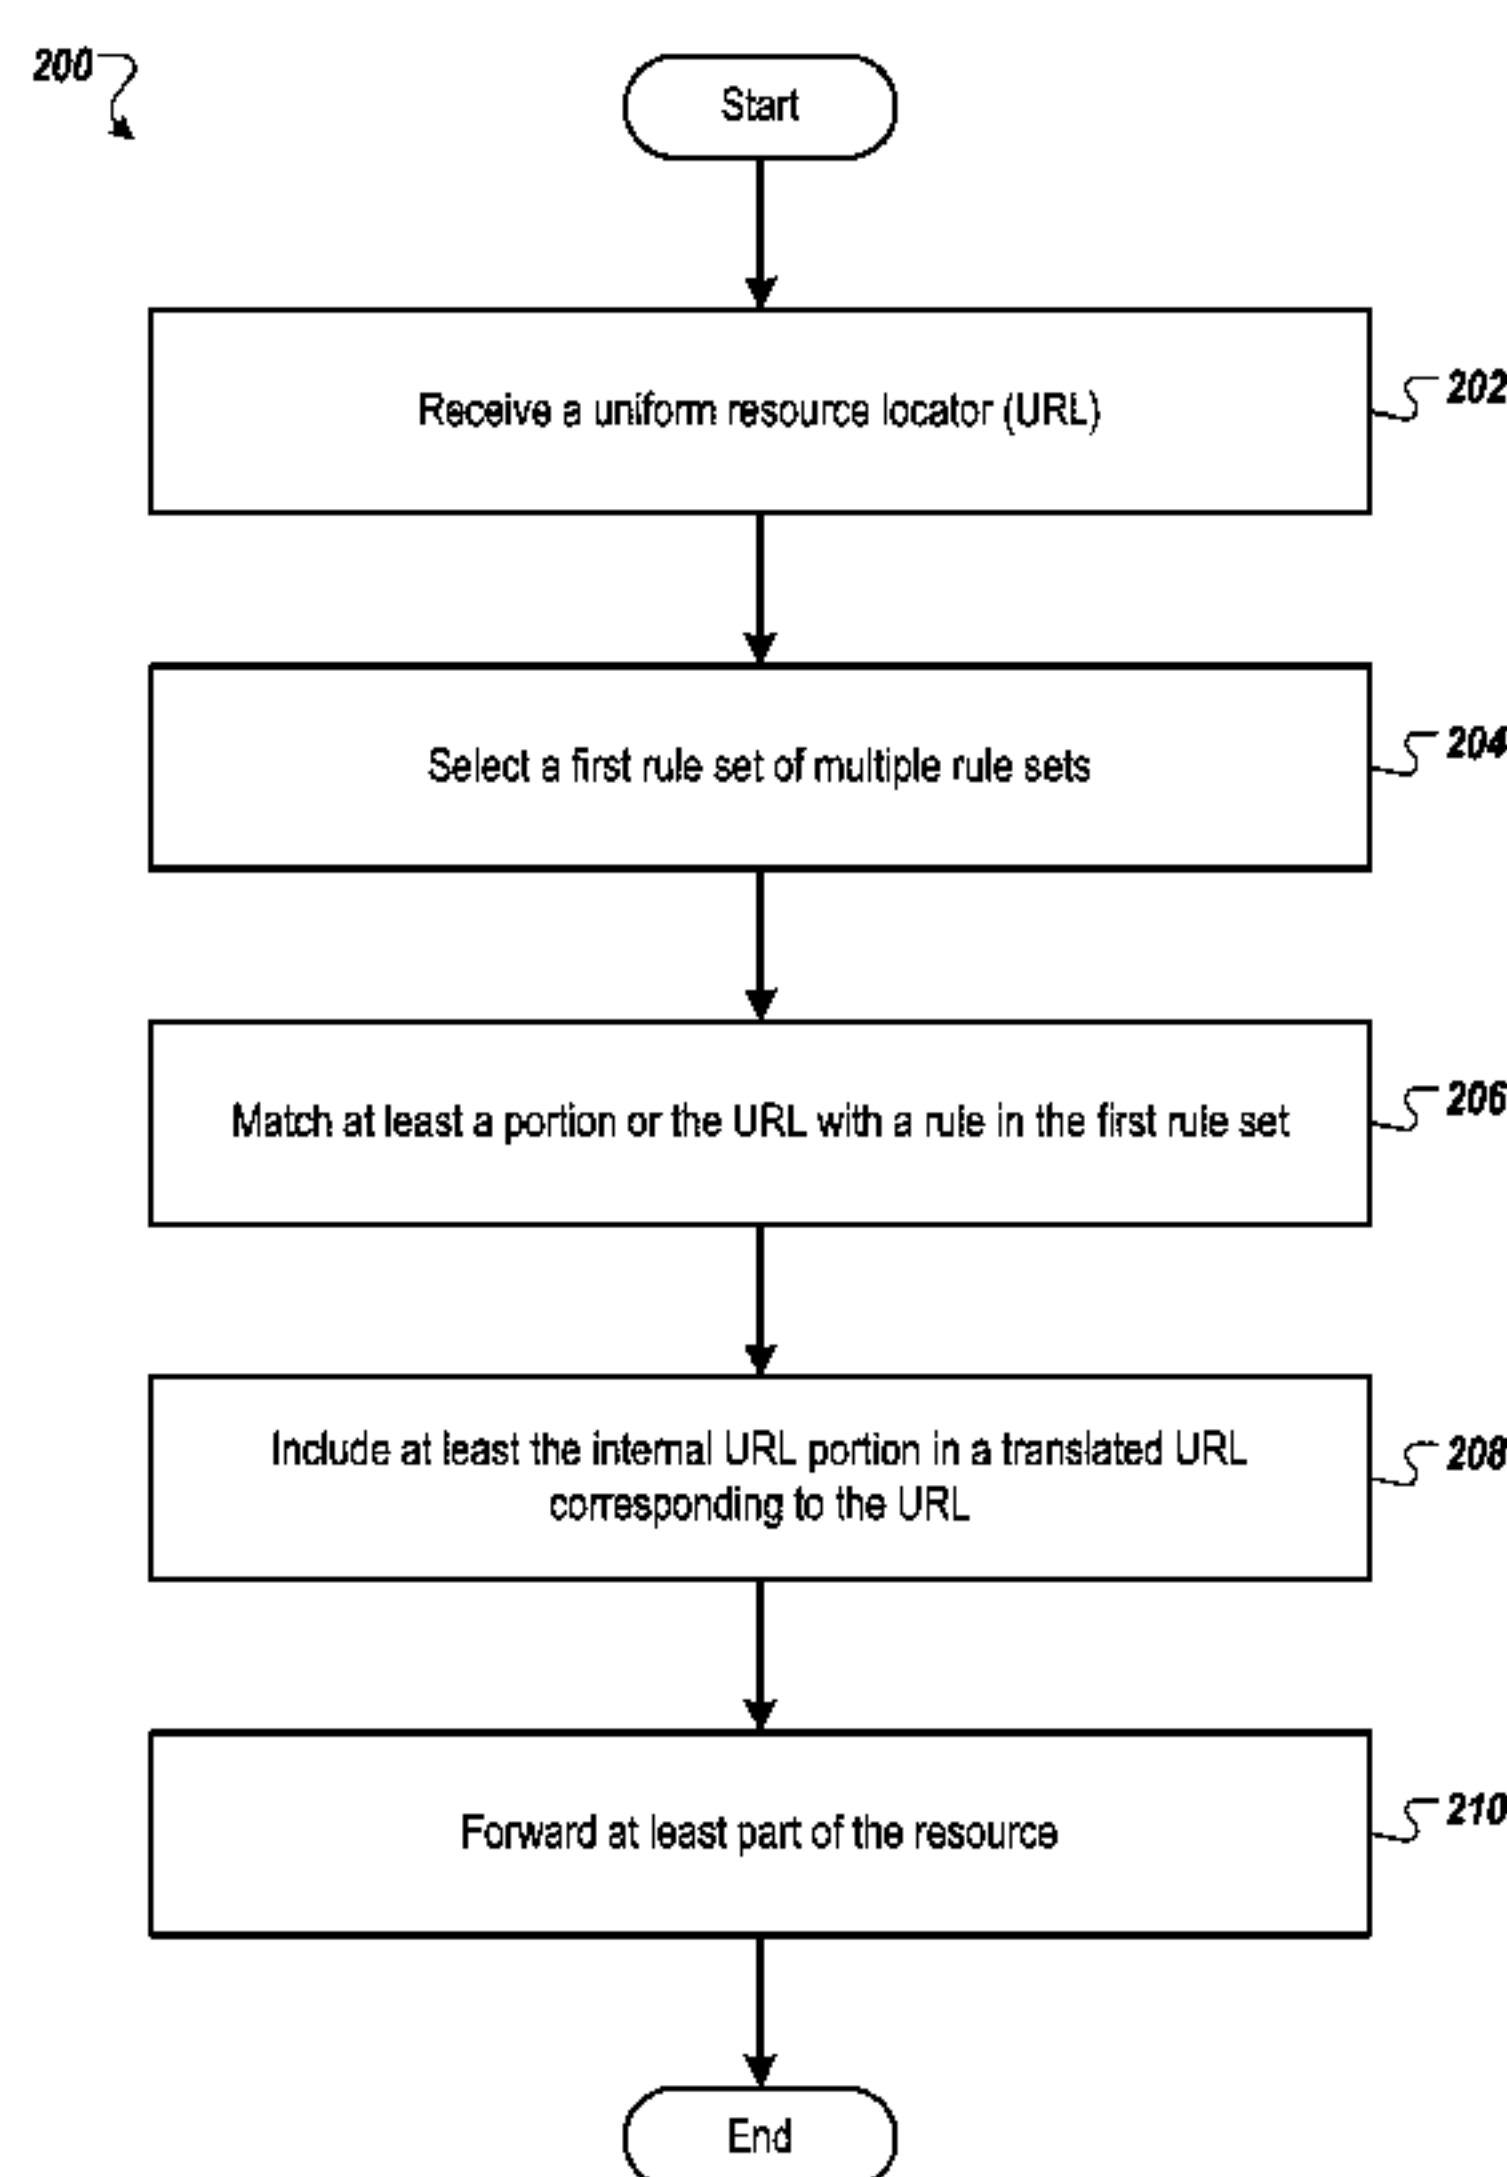 200
Start
Receive a uniform resource locator (URL)
202
Select a first rule set of multiple rule sets
204
Match at least a portion or the URL with a rule in the first rule set
206
Include at least the internal URL portion in a translated URL
corresponding to the URL
208
Forward at least part of the resource
210
End